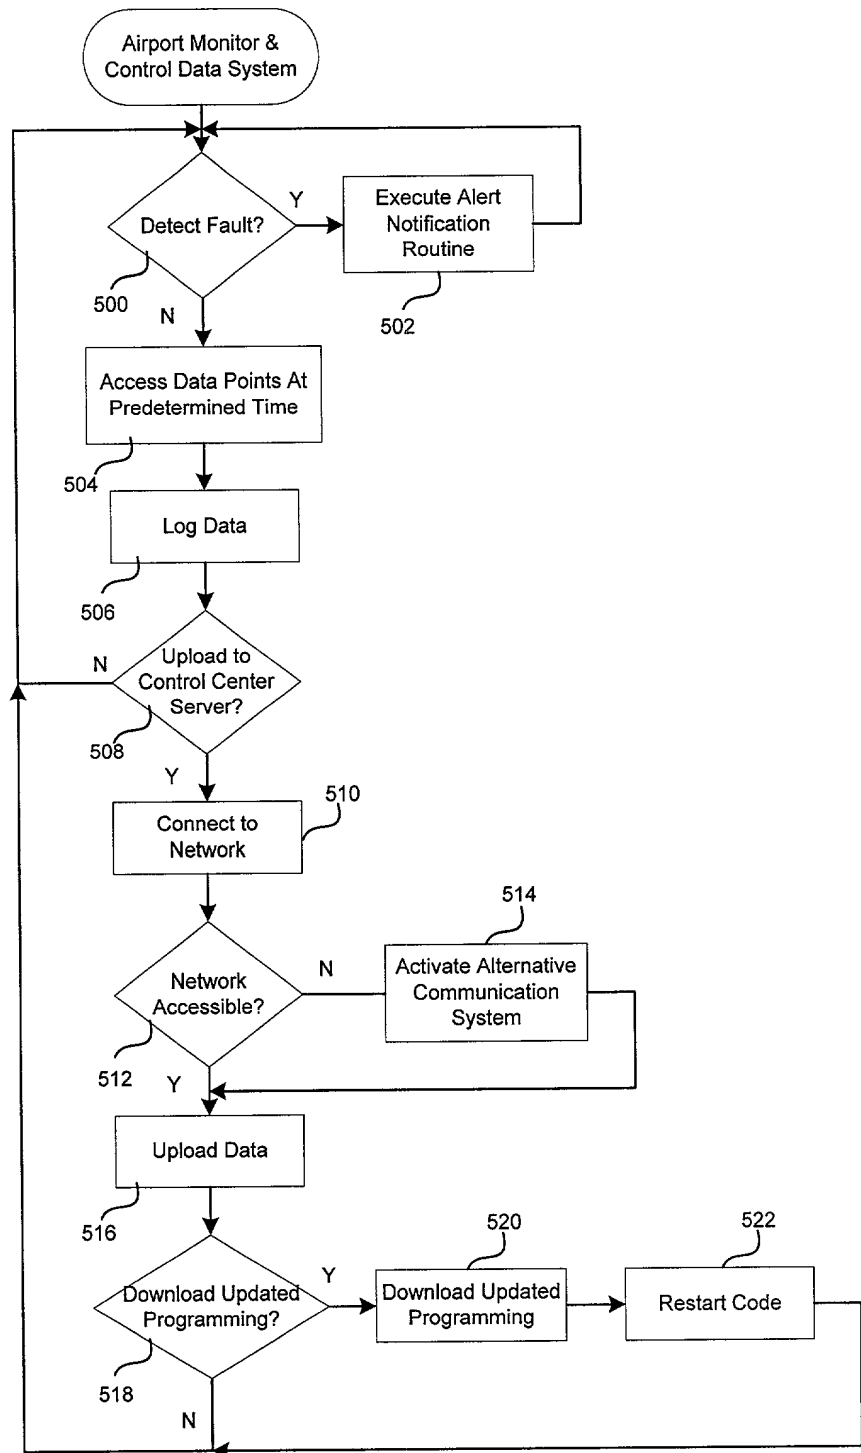 Airport Monitor &
Control Data System
Detect Fault?
Y
Execute Alert
Notification
Routine
500
502
N
Access Data Points At
Predetermined Time
504
Log Data
506
N
Upload to
Control Center
Server?
508
Y
510
Connect to
Network
514
Network
Accessible?
N
Activate Alternative
Communication
System
512
Y
Upload Data
516
520
522
Download Updated
Programming?
Y
Download Updated
Programming
Restart Code
518
N